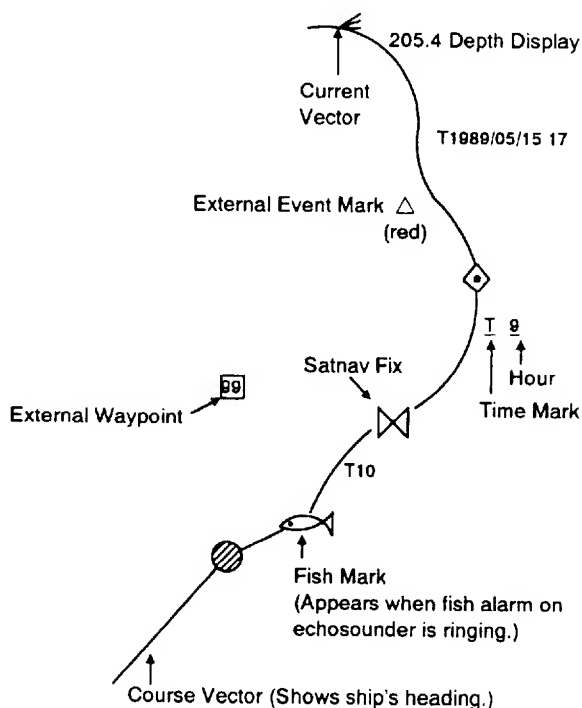 205.4 Depth Display
Current
Vector
T1989/05/15 17
External Event Mark
(red)
T 9
Hour
Time Mark
Satnav Fix
99
External Waypoint
T10
Fish Mark
(Appears when fish alarm on
echosounder is ringing.)
Course Vector (Shows ship's heading.)